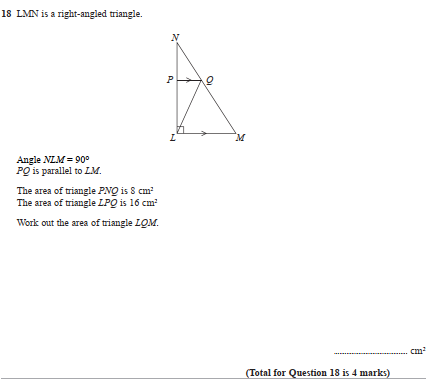 18 LMN is a right-angled triangle.
N
P
Q
L
M
Angle NLM = 90°
PQ is parallel to LM.
The area of triangle PNQ is 8 cm²
The area of triangle LPQ is 16 cm²
Work out the area of triangle LQM.
.............................. cm²
(Total for Question 18 is 4 marks)